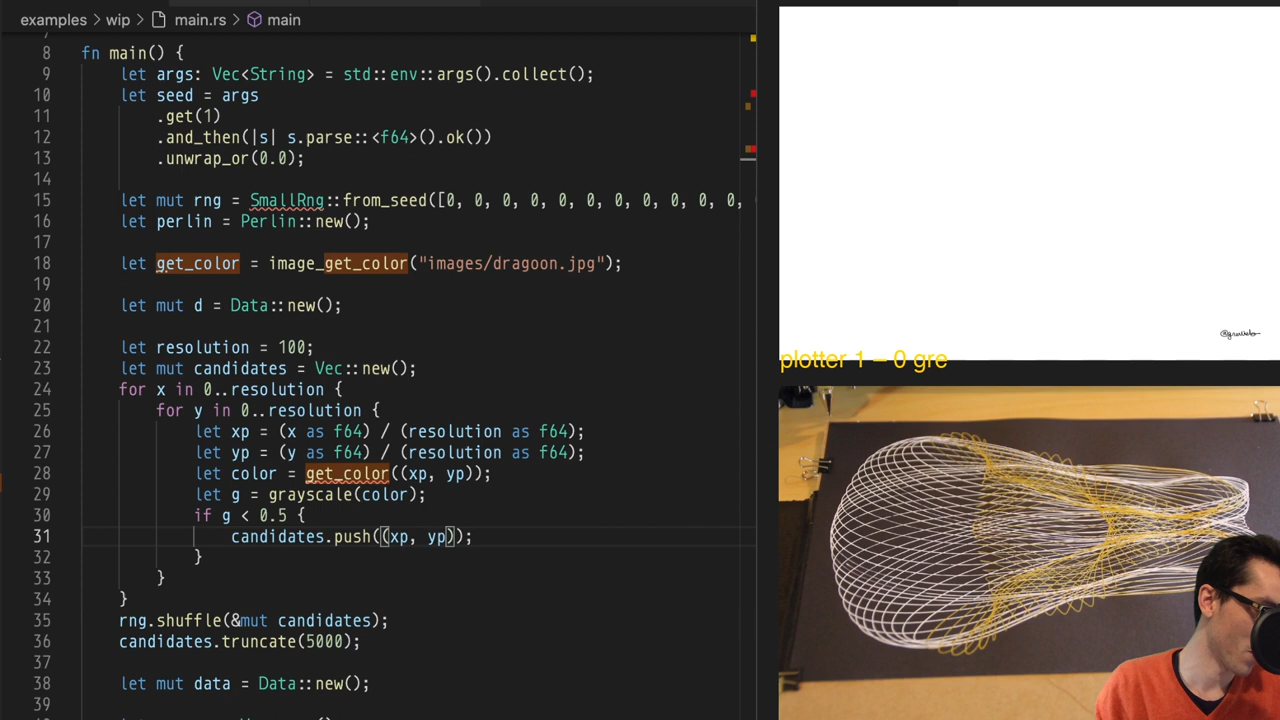 examples > wip > main.rs > main
7
8 fn main() {
9 let args: Vec<String> = std::env::args().collect();
10 let seed = args
11 .get(1)
12 .and_then(|s| s.parse::<f64>().ok())
13 .unwrap_or(0.0);
14
15 let mut rng = SmallRng::from_seed([0, 0, 0, 0, 0, 0, 0, 0, 0, 0,
16 let perlin = Perlin::new();
17
18 let get_color = image_get_color("images/dragoon.jpg");
19
20 let mut d = Data::new();
21
22 let resolution = 100;
23 let mut candidates = Vec::new();
24 for x in 0..resolution {
25 for y in 0..resolution {
26 let xp = (x as f64) / (resolution as f64);
27 let yp = (y as f64) / (resolution as f64);
28 let color = get_color((xp, yp));
29 let g = grayscale(color);
30 if g < 0.5 {
31 candidates.push((xp, yp));
32 }
33 }
34 }
35 rng.shuffle(&mut candidates);
36 candidates.truncate(5000);
37
38 let mut data = Data::new();
39
plotter 1 – 0 gre